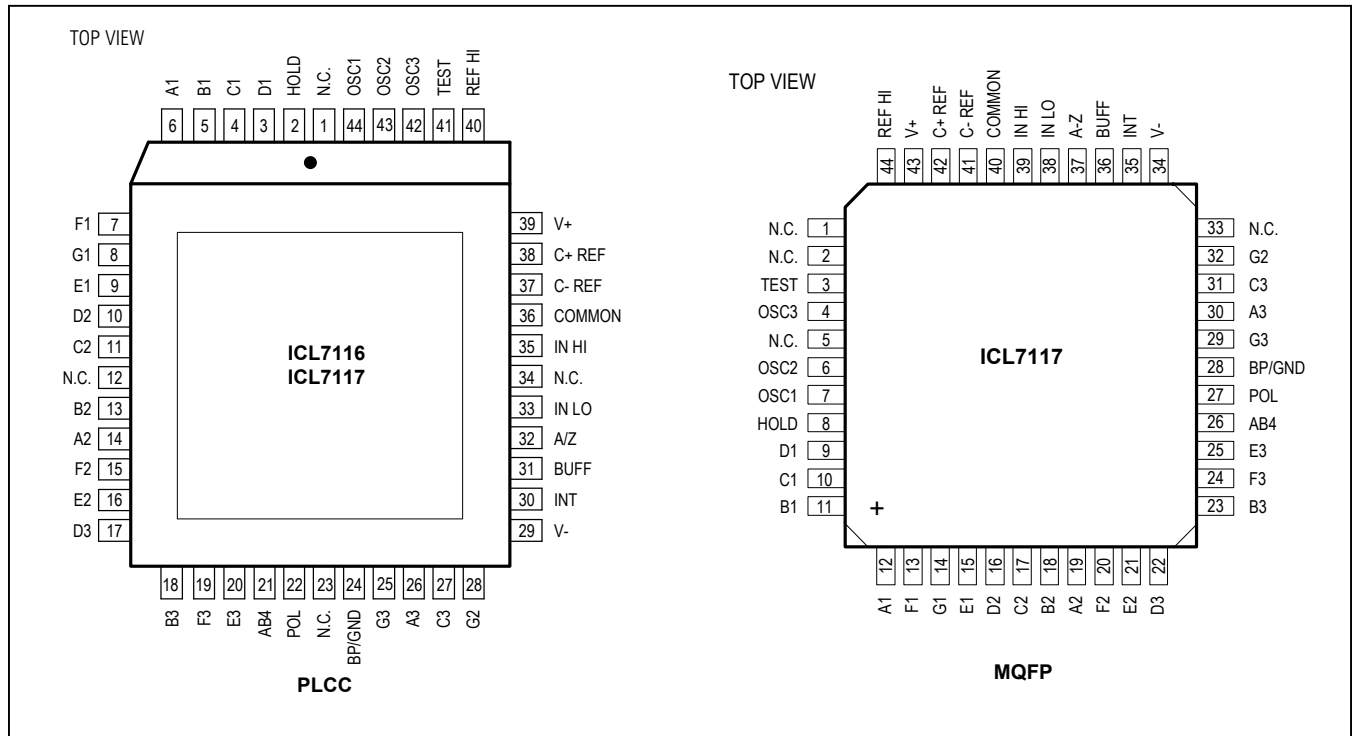 TOP VIEW
A1 B1 C1 D1 HOLD N.C. OSC1 OSC2 OSC3 TEST REF HI
6 5 4 3 2 1 44 43 42 41 40
F1 7
G1 8
E1 9
D2 10
C2 11
N.C. 12
B2 13
A2 14
F2 15
E2 16
D3 17
ICL7116
ICL7117
39 V+
38 C+ REF
37 C- REF
36 COMMON
35 IN HI
34 N.C.
33 IN LO
32 A/Z
31 BUFF
30 INT
29 V-
18 19 20 21 22 23 24 25 26 27 28
B3 F3 E3 AB4 POL N.C. BP/GND G3 A3 C3 G2
PLCC
TOP VIEW
REF HI V+ C+ REF C- REF COMMON IN HI IN LO A-Z BUFF INT V-
44 43 42 41 40 39 38 37 36 35 34
N.C. 1
N.C. 2
TEST 3
OSC3 4
N.C. 5
OSC2 6
OSC1 7
HOLD 8
D1 9
C1 10
B1 11
ICL7117
+
33 N.C.
32 G2
31 C3
30 A3
29 G3
28 BP/GND
27 POL
26 AB4
25 E3
24 F3
23 B3
12 13 14 15 16 17 18 19 20 21 22
A1 F1 G1 E1 D2 C2 B2 A2 F2 E2 D3
MQFP